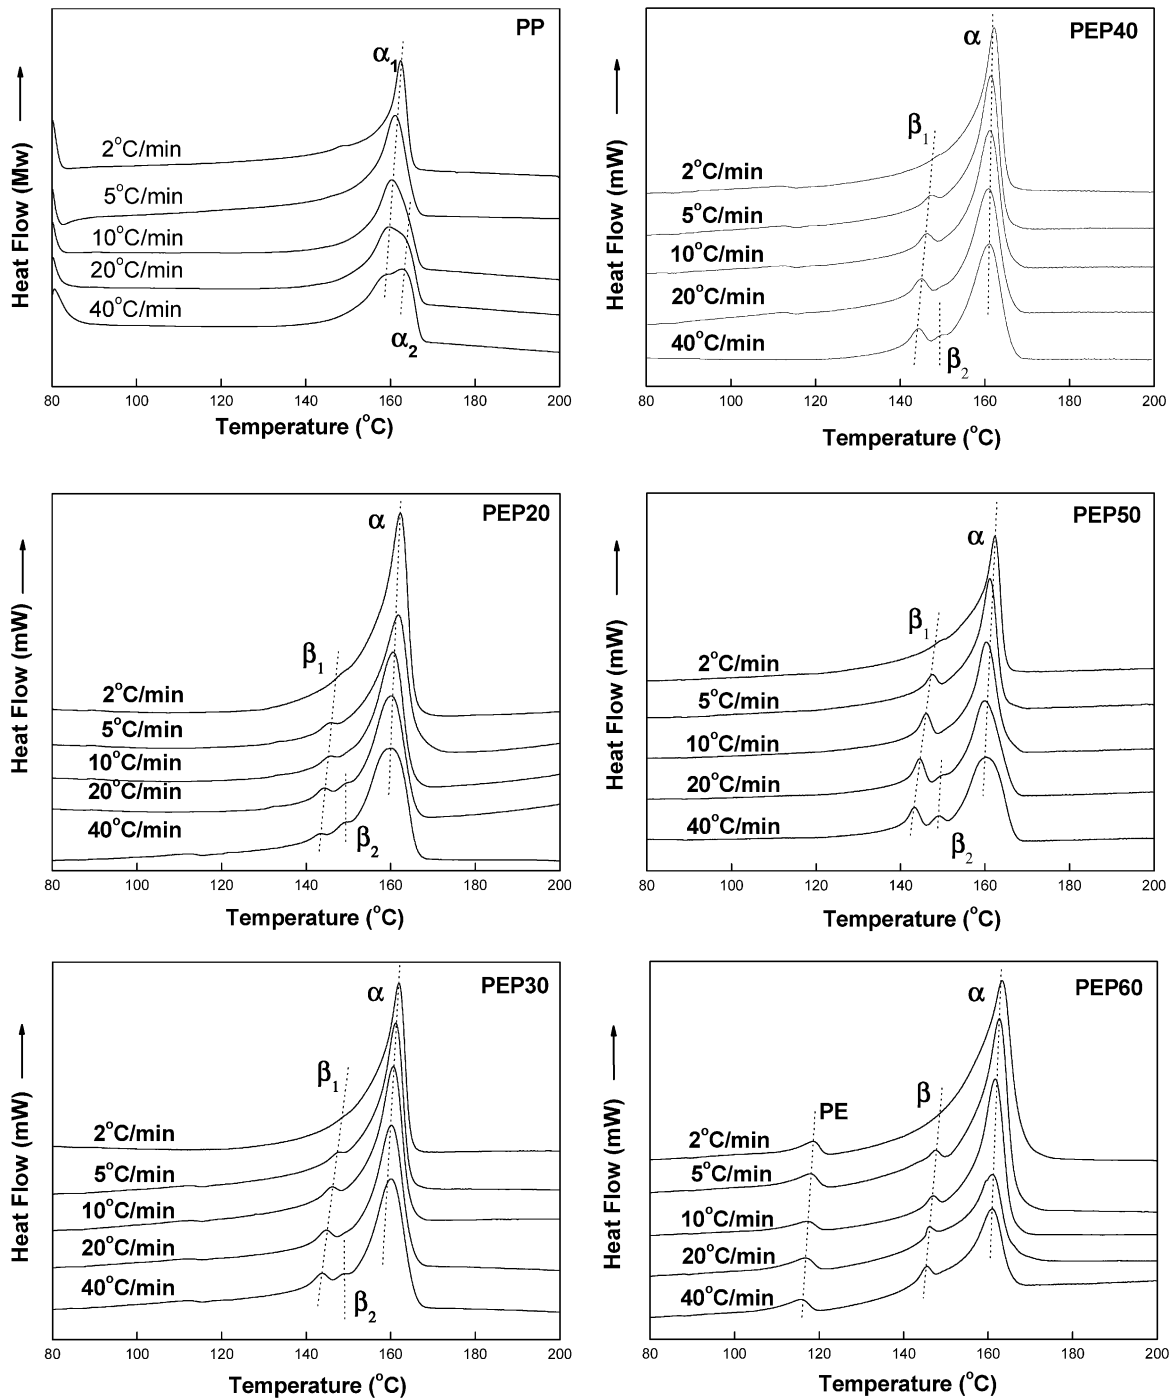 PP
α₁
2°C/min
5°C/min
10°C/min
20°C/min
40°C/min
α₂
Heat Flow (Mw)
80 100 120 140 160 180 200
Temperature (°C)
PEP40
α
β₁
2°C/min
5°C/min
10°C/min
20°C/min
40°C/min
β₂
Heat Flow (mW)
80 100 120 140 160 180 200
Temperature (°C)
PEP20
α
β₁
2°C/min
5°C/min
10°C/min
20°C/min
40°C/min
β₂
Heat Flow (mW)
80 100 120 140 160 180 200
Temperature (°C)
PEP50
α
β₁
2°C/min
5°C/min
10°C/min
20°C/min
40°C/min
β₂
Heat Flow (mW)
80 100 120 140 160 180 200
Temperature (°C)
PEP30
α
β₁
2°C/min
5°C/min
10°C/min
20°C/min
40°C/min
β₂
Heat Flow (mW)
80 100 120 140 160 180 200
Temperature (°C)
PEP60
α
β
PE
2°C/min
5°C/min
10°C/min
20°C/min
40°C/min
Heat Flow (mW)
80 100 120 140 160 180 200
Temperature (°C)